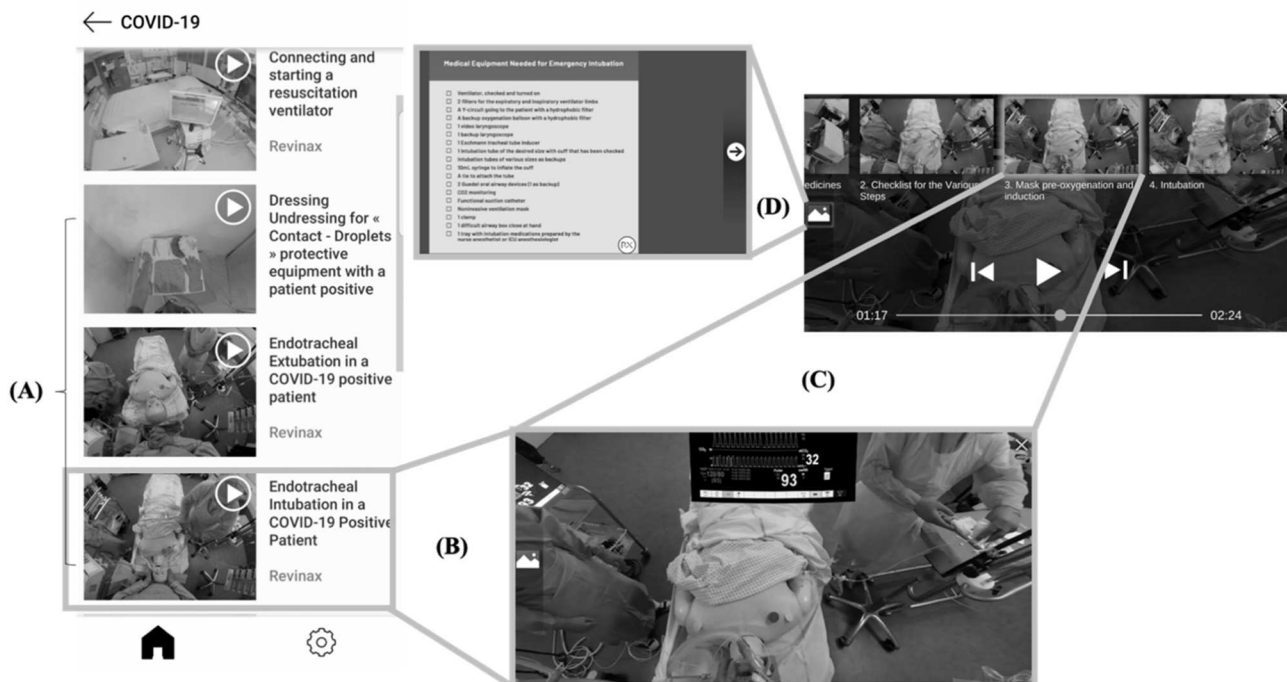 COVID-19
Connecting and
starting a
resuscitation
ventilator
Revinax
Dressing
Undressing for «
Contact - Droplets
» protective
equipment with a
patient positive
Endotracheal
Extubation in a
COVID-19 positive
patient
Revinax
Endotracheal
Intubation in a
COVID-19 Positive
Patient
Revinax
(A)
Medical Equipment Needed for Emergency Intubation
Ventilator, checked and turned on
2 filters for the expiratory and inspiratory ventilator limbs
A Y-circuit going to the patient with a hydrophobic filter
A backup oxygenation balloon with a hydrophobic filter
1 video laryngoscope
1 backup laryngoscope
1 Eschmann tracheal tube inducer
1 intubation tube of the desired size with cuff that has been checked
Intubation tubes of various sizes as backups
10mL syringe to inflate the cuff
A tie to attach the tube
2 Guedel oral airway devices (1 as backup)
CO2 monitoring
Functional suction catheter
Noninvasive ventilation mask
1 clamp
1 difficult airway box close at hand
1 tray with intubation medications prepared by the
nurse anesthetist or ICU anesthesiologist
(D)
edicines
2. Checklist for the Various
Steps
3. Mask pre-oxygenation and
induction
4. Intubation
01:17
02:24
(C)
(B)
32
93
120/80